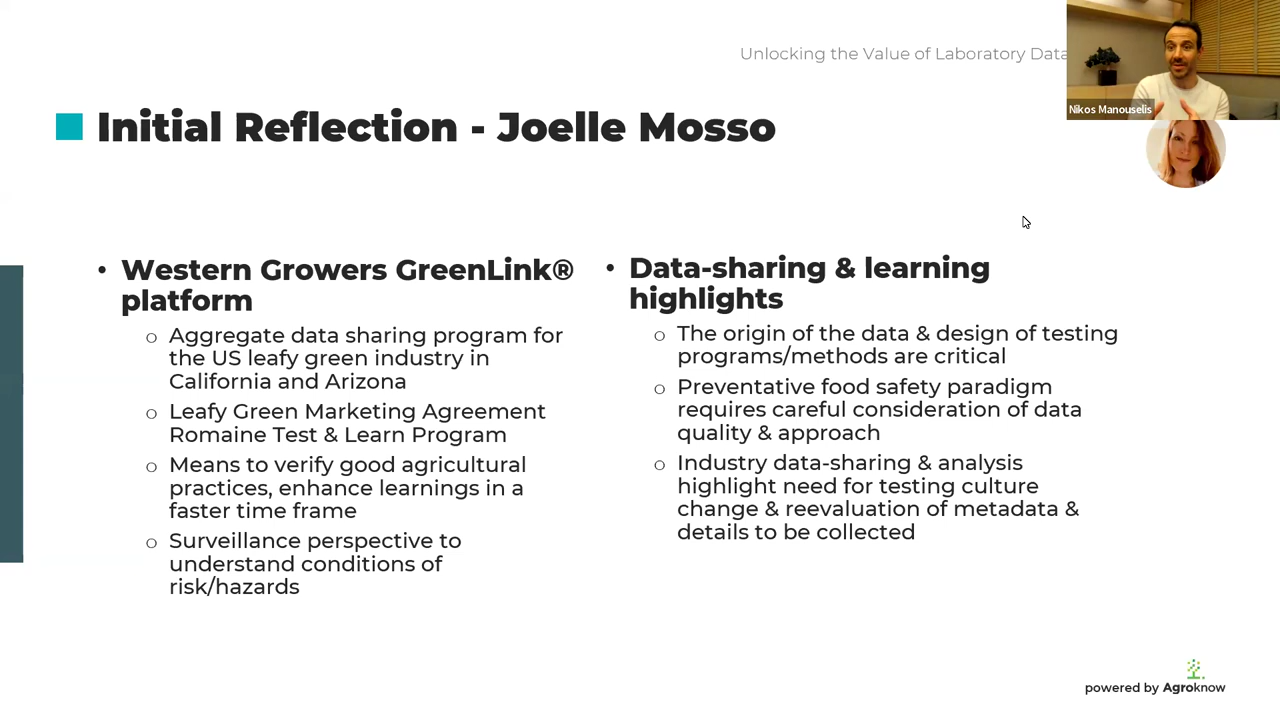 Unlocking the Value of Laboratory Data
Nikos Manouselis
Initial Reflection - Joelle Mosso
• Western Growers GreenLink®
platform
o Aggregate data sharing program for
the US leafy green industry in
California and Arizona
o Leafy Green Marketing Agreement
Romaine Test & Learn Program
o Means to verify good agricultural
practices, enhance learnings in a
faster time frame
o Surveillance perspective to
understand conditions of
risk/hazards
• Data-sharing & learning
highlights
o The origin of the data & design of testing
programs/methods are critical
o Preventative food safety paradigm
requires careful consideration of data
quality & approach
o Industry data-sharing & analysis
highlight need for testing culture
change & reevaluation of metadata &
details to be collected
powered by Agroknow